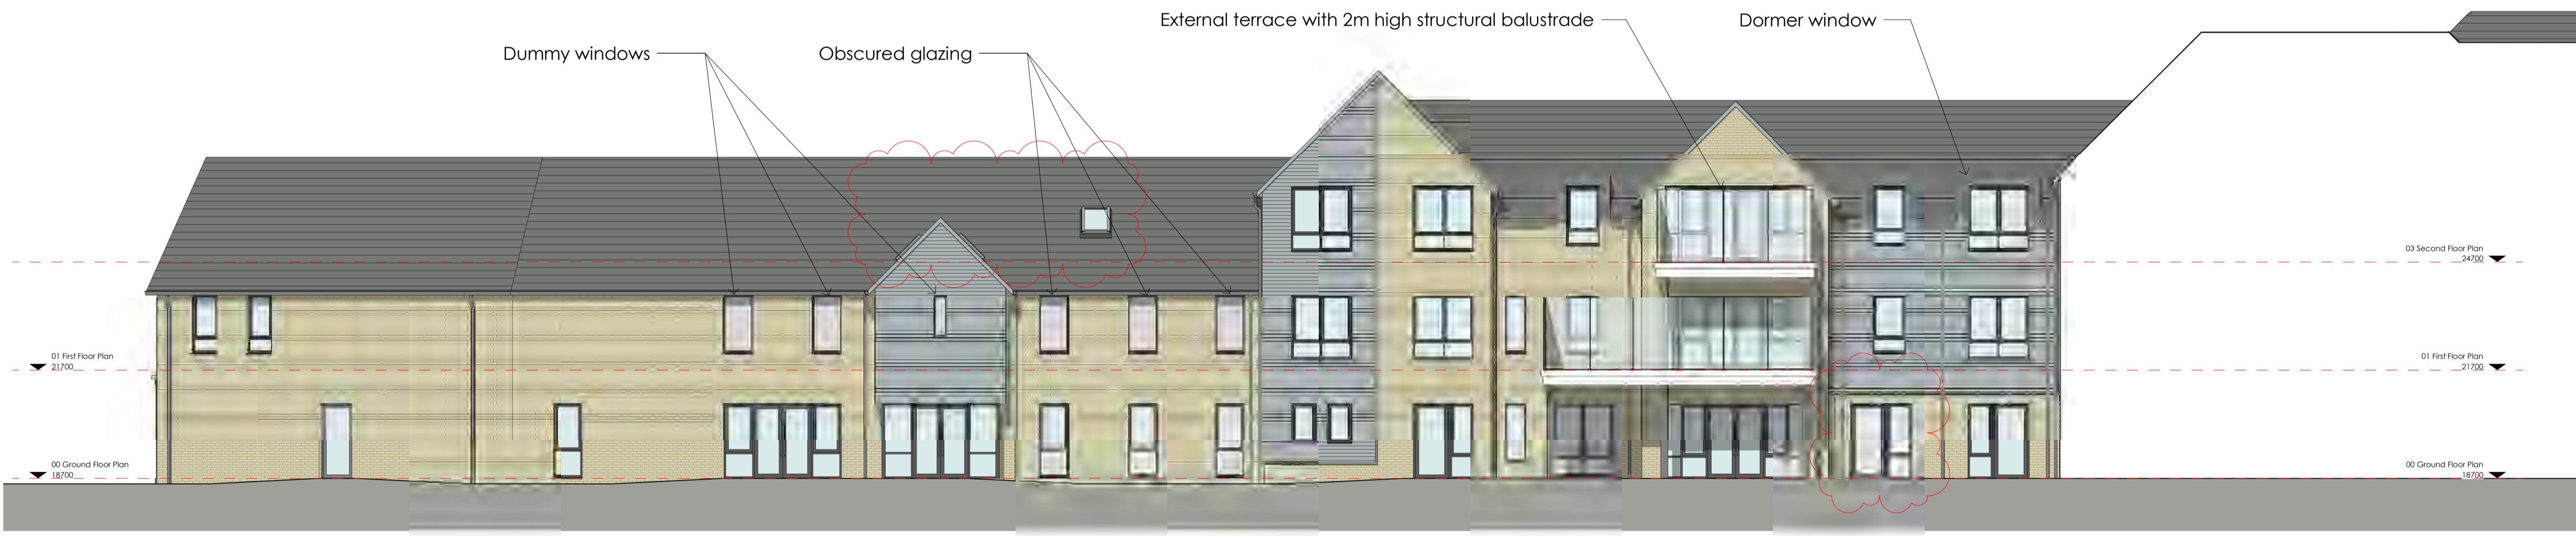 External terrace with 2m high structural balustrade
Dormer window
Dummy windows
Obscured glazing
03 Second Floor Plan
24700
01 First Floor Plan
21700
01 First Floor Plan
21700
00 Ground Floor Plan
18700
00 Ground Floor Plan
18700